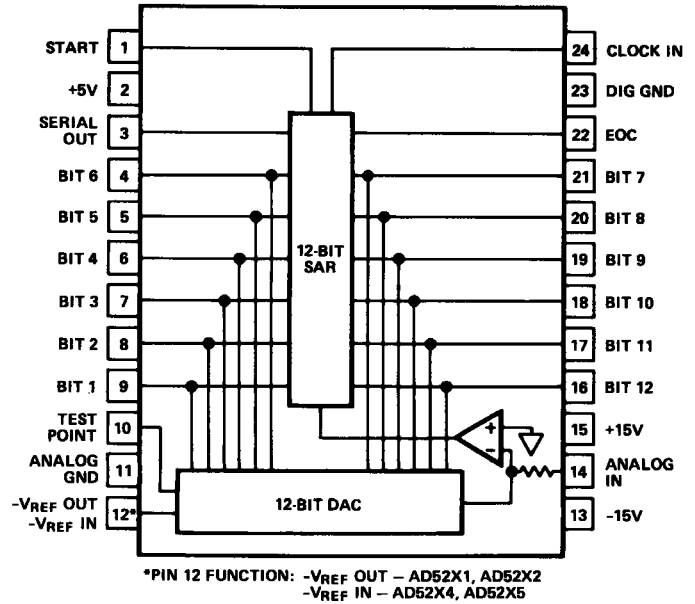 START 1
+5V 2
SERIAL
OUT 3
BIT 6 4
BIT 5 5
BIT 4 6
BIT 3 7
BIT 2 8
BIT 1 9
TEST
POINT 10
ANALOG
GND 11
-VREF OUT
-VREF IN 12*
12-BIT
SAR
12-BIT DAC
+
-
24 CLOCK IN
23 DIG GND
22 EOC
21 BIT 7
20 BIT 8
19 BIT 9
18 BIT 10
17 BIT 11
16 BIT 12
15 +15V
14 ANALOG
IN
13 -15V
*PIN 12 FUNCTION: -VREF OUT – AD52X1, AD52X2
-VREF IN – AD52X4, AD52X5